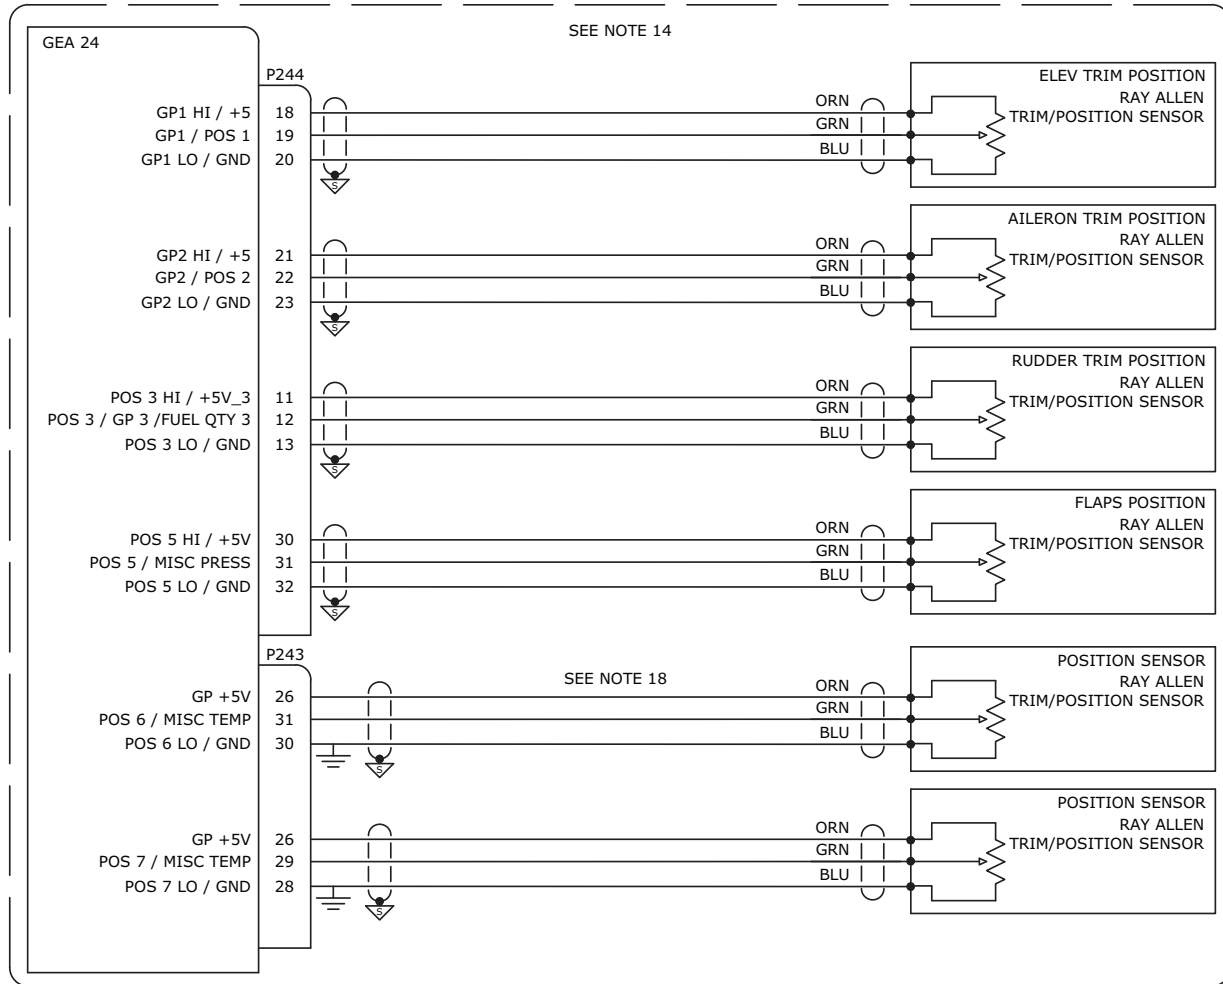 SEE NOTE 14
GEA 24
P244
ELEV TRIM POSITION
RAY ALLEN
TRIM/POSITION SENSOR
GP1 HI / +5 18 ORN
GP1 / POS 1 19 GRN
GP1 LO / GND 20 BLU
S
AILERON TRIM POSITION
RAY ALLEN
TRIM/POSITION SENSOR
GP2 HI / +5 21 ORN
GP2 / POS 2 22 GRN
GP2 LO / GND 23 BLU
S
RUDDER TRIM POSITION
RAY ALLEN
TRIM/POSITION SENSOR
POS 3 HI / +5V_3 11 ORN
POS 3 / GP 3 /FUEL QTY 3 12 GRN
POS 3 LO / GND 13 BLU
S
FLAPS POSITION
RAY ALLEN
TRIM/POSITION SENSOR
POS 5 HI / +5V 30 ORN
POS 5 / MISC PRESS 31 GRN
POS 5 LO / GND 32 BLU
S
P243
SEE NOTE 18
POSITION SENSOR
RAY ALLEN
TRIM/POSITION SENSOR
GP +5V 26 ORN
POS 6 / MISC TEMP 31 GRN
POS 6 LO / GND 30 BLU
S
POSITION SENSOR
RAY ALLEN
TRIM/POSITION SENSOR
GP +5V 26 ORN
POS 7 / MISC TEMP 29 GRN
POS 7 LO / GND 28 BLU
S